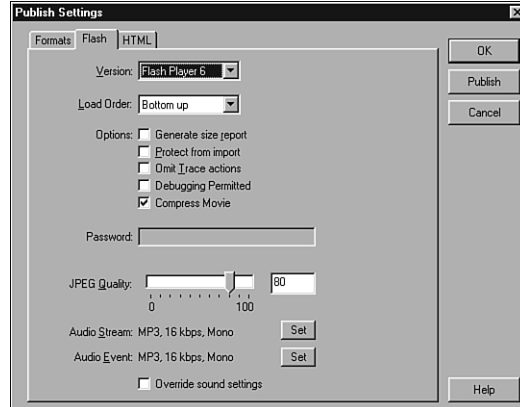 Publish Settings
Formats Flash HTML
Version: Flash Player 6
Load Order: Bottom up
Options: Generate size report
Protect from import
Omit Trace actions
Debugging Permitted
Compress Movie
Password:
JPEG Quality: 80
0 100
Audio Stream: MP3, 16 kbps, Mono Set
Audio Event: MP3, 16 kbps, Mono Set
Override sound settings
OK
Publish
Cancel
Help